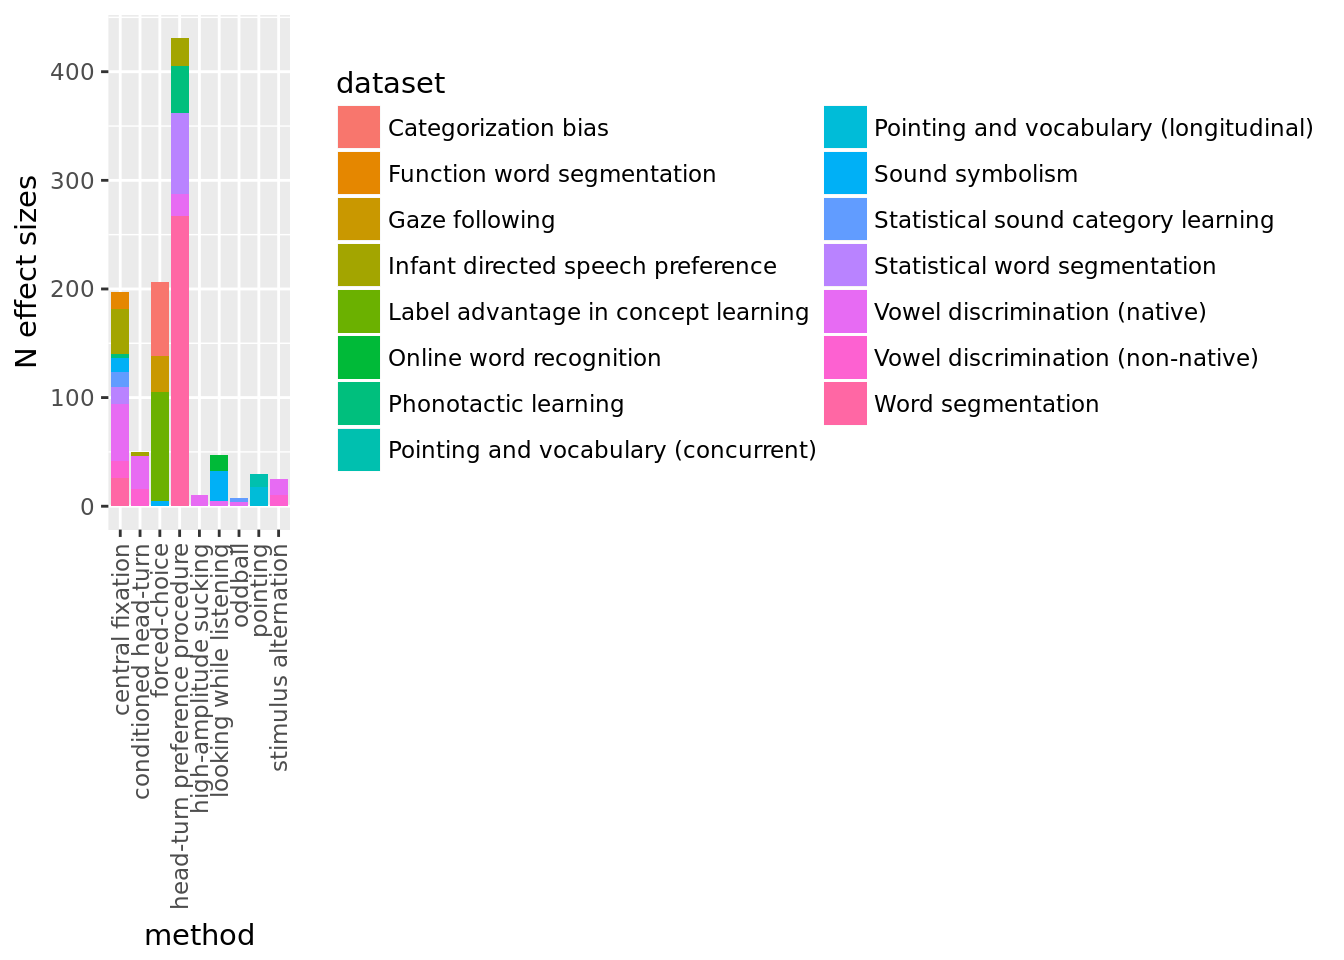 N effect sizes
400
300
200
100
0
central fixation
conditioned head-turn
forced-choice
head-turn preference procedure
high-amplitude sucking
looking while listening
oddball
pointing
stimulus alternation
method
dataset
Categorization bias
Function word segmentation
Gaze following
Infant directed speech preference
Label advantage in concept learning
Online word recognition
Phonotactic learning
Pointing and vocabulary (concurrent)
Pointing and vocabulary (longitudinal)
Sound symbolism
Statistical sound category learning
Statistical word segmentation
Vowel discrimination (native)
Vowel discrimination (non-native)
Word segmentation